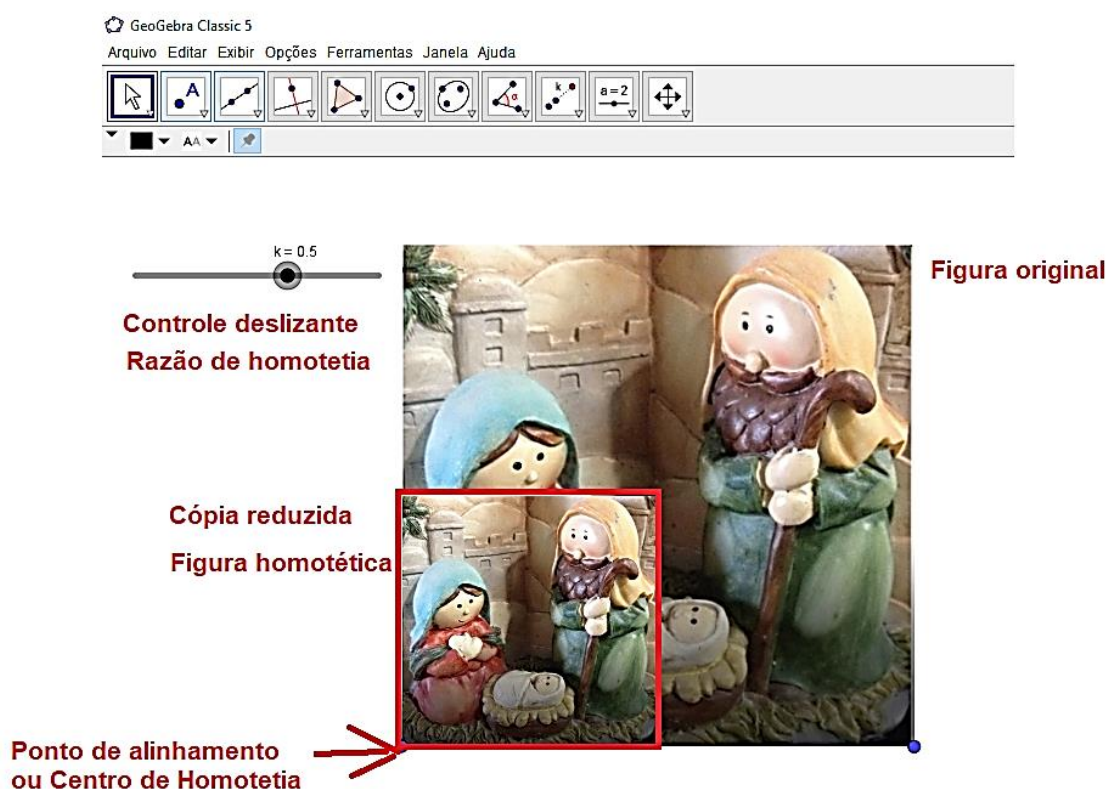 GeoGebra Classic 5
Arquivo Editar Exibir Opções Ferramentas Janela Ajuda
A
α
k
a=2
AA
k = 0.5
Figura original
Controle deslizante
Razão de homotetia
Cópia reduzida
Figura homotética
Ponto de alinhamento
ou Centro de Homotetia